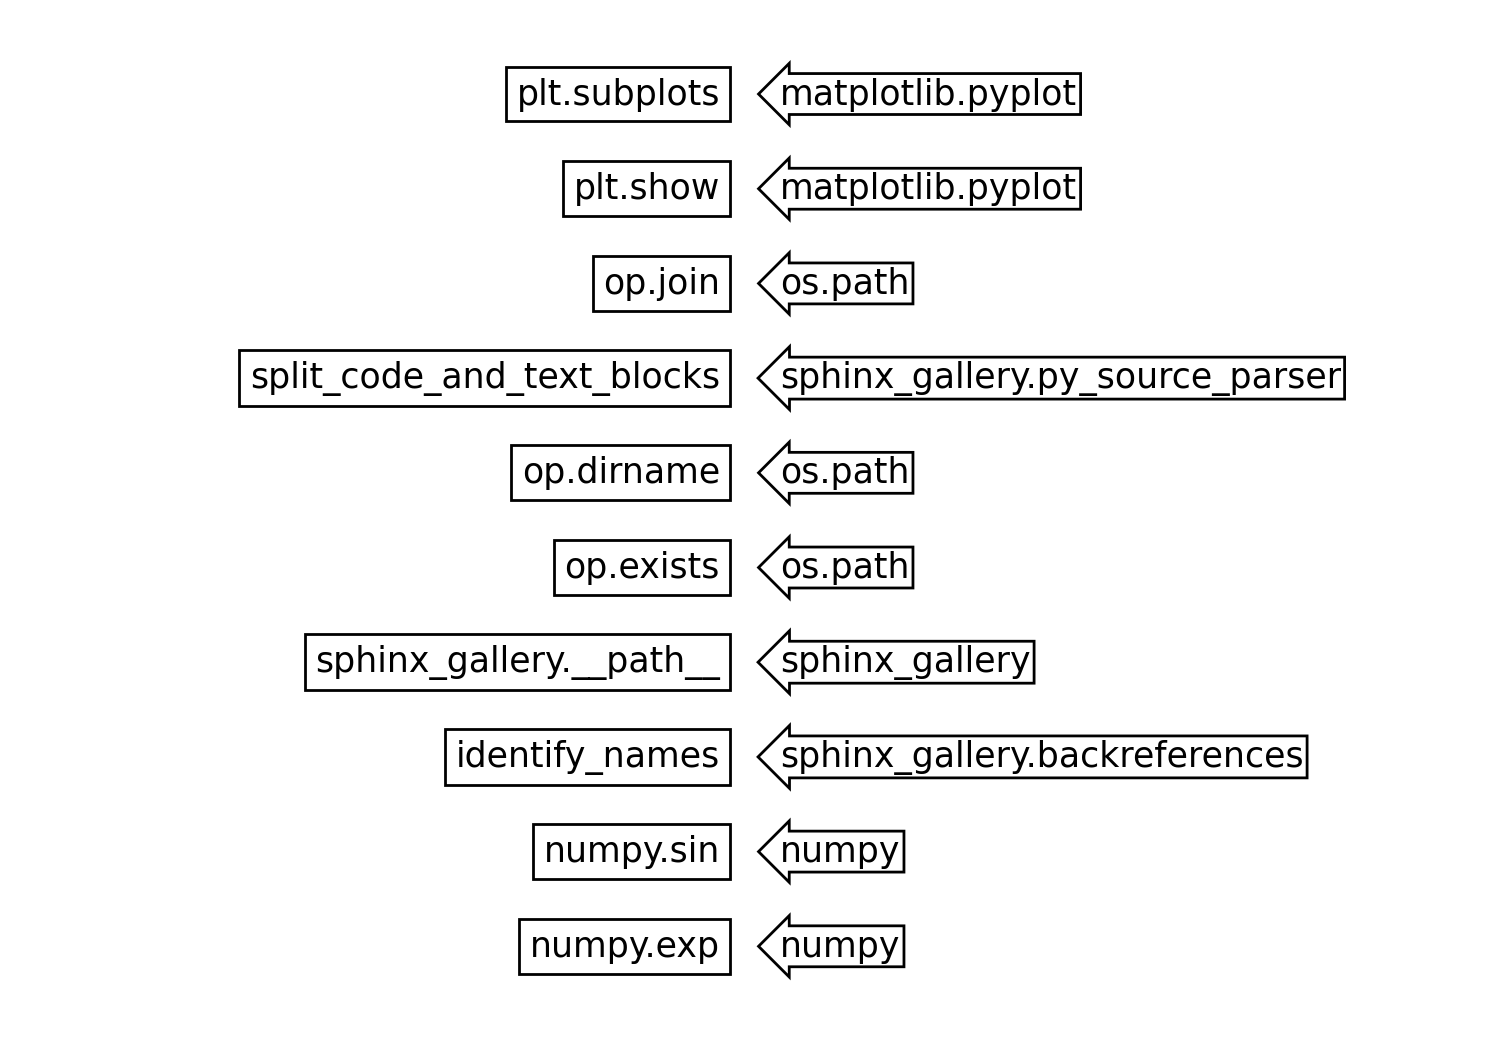 plt.subplots matplotlib.pyplot
plt.show matplotlib.pyplot
op.join os.path
split_code_and_text_blocks sphinx_gallery.py_source_parser
op.dirname os.path
op.exists os.path
sphinx_gallery.__path__ sphinx_gallery
identify_names sphinx_gallery.backreferences
numpy.sin numpy
numpy.exp numpy